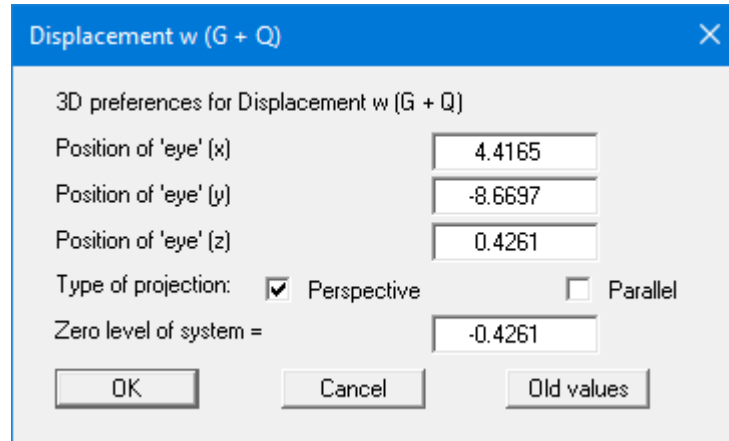 Displacement w (G + Q)
3D preferences for Displacement w (G + Q)
Position of 'eye' (x) 4.4165
Position of 'eye' (y) -8.6697
Position of 'eye' (z) 0.4261
Type of projection: Perspective Parallel
Zero level of system = -0.4261
OK Cancel Old values